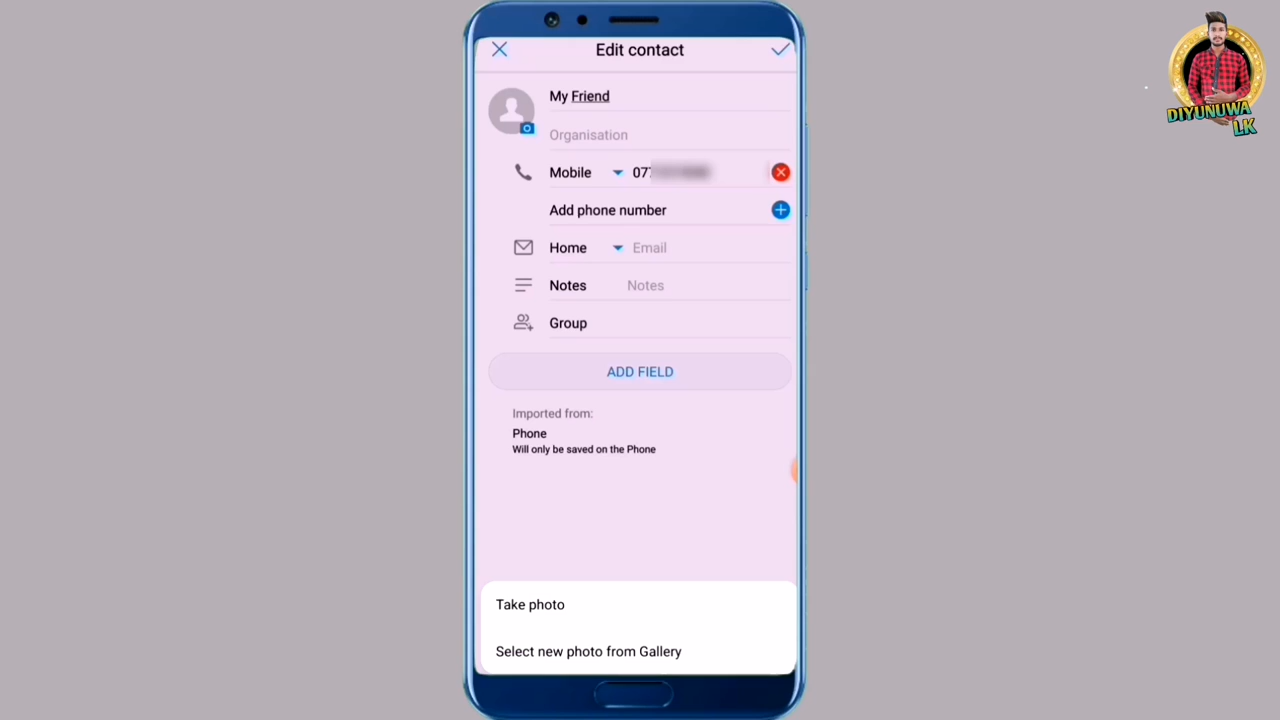 Edit contact
My Friend
Organisation
Mobile 077
Add phone number
Home Email
Notes Notes
Group
ADD FIELD
Imported from:
Phone
Will only be saved on the Phone
Take photo
Select new photo from Gallery
DIYUNUWA
LK